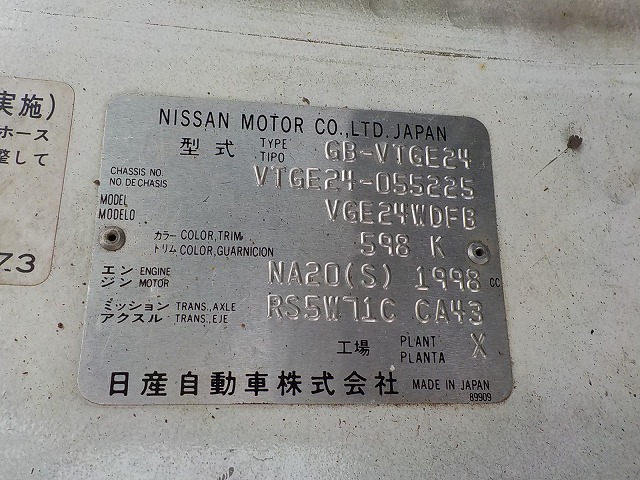 実施)
ホース
整して
7.3
NISSAN MOTOR CO.,LTD. JAPAN
型式 TYPE TIPO GB-VTGE24
CHASSIS NO. NO DE CHASIS VTGE24-055225
MODEL MODELO VGE24WDFB
カラー COLOR,TRIM
トリム COLOR,GUARNICION 598 K
エンジン ENGINE MOTOR NA20(S) 1998 cc
ミッション TRANS.,AXLE
アクスル TRANS.,EJE RS5W71C CA43
工場 PLANT PLANTA X
日産自動車株式会社 MADE IN JAPAN
89909